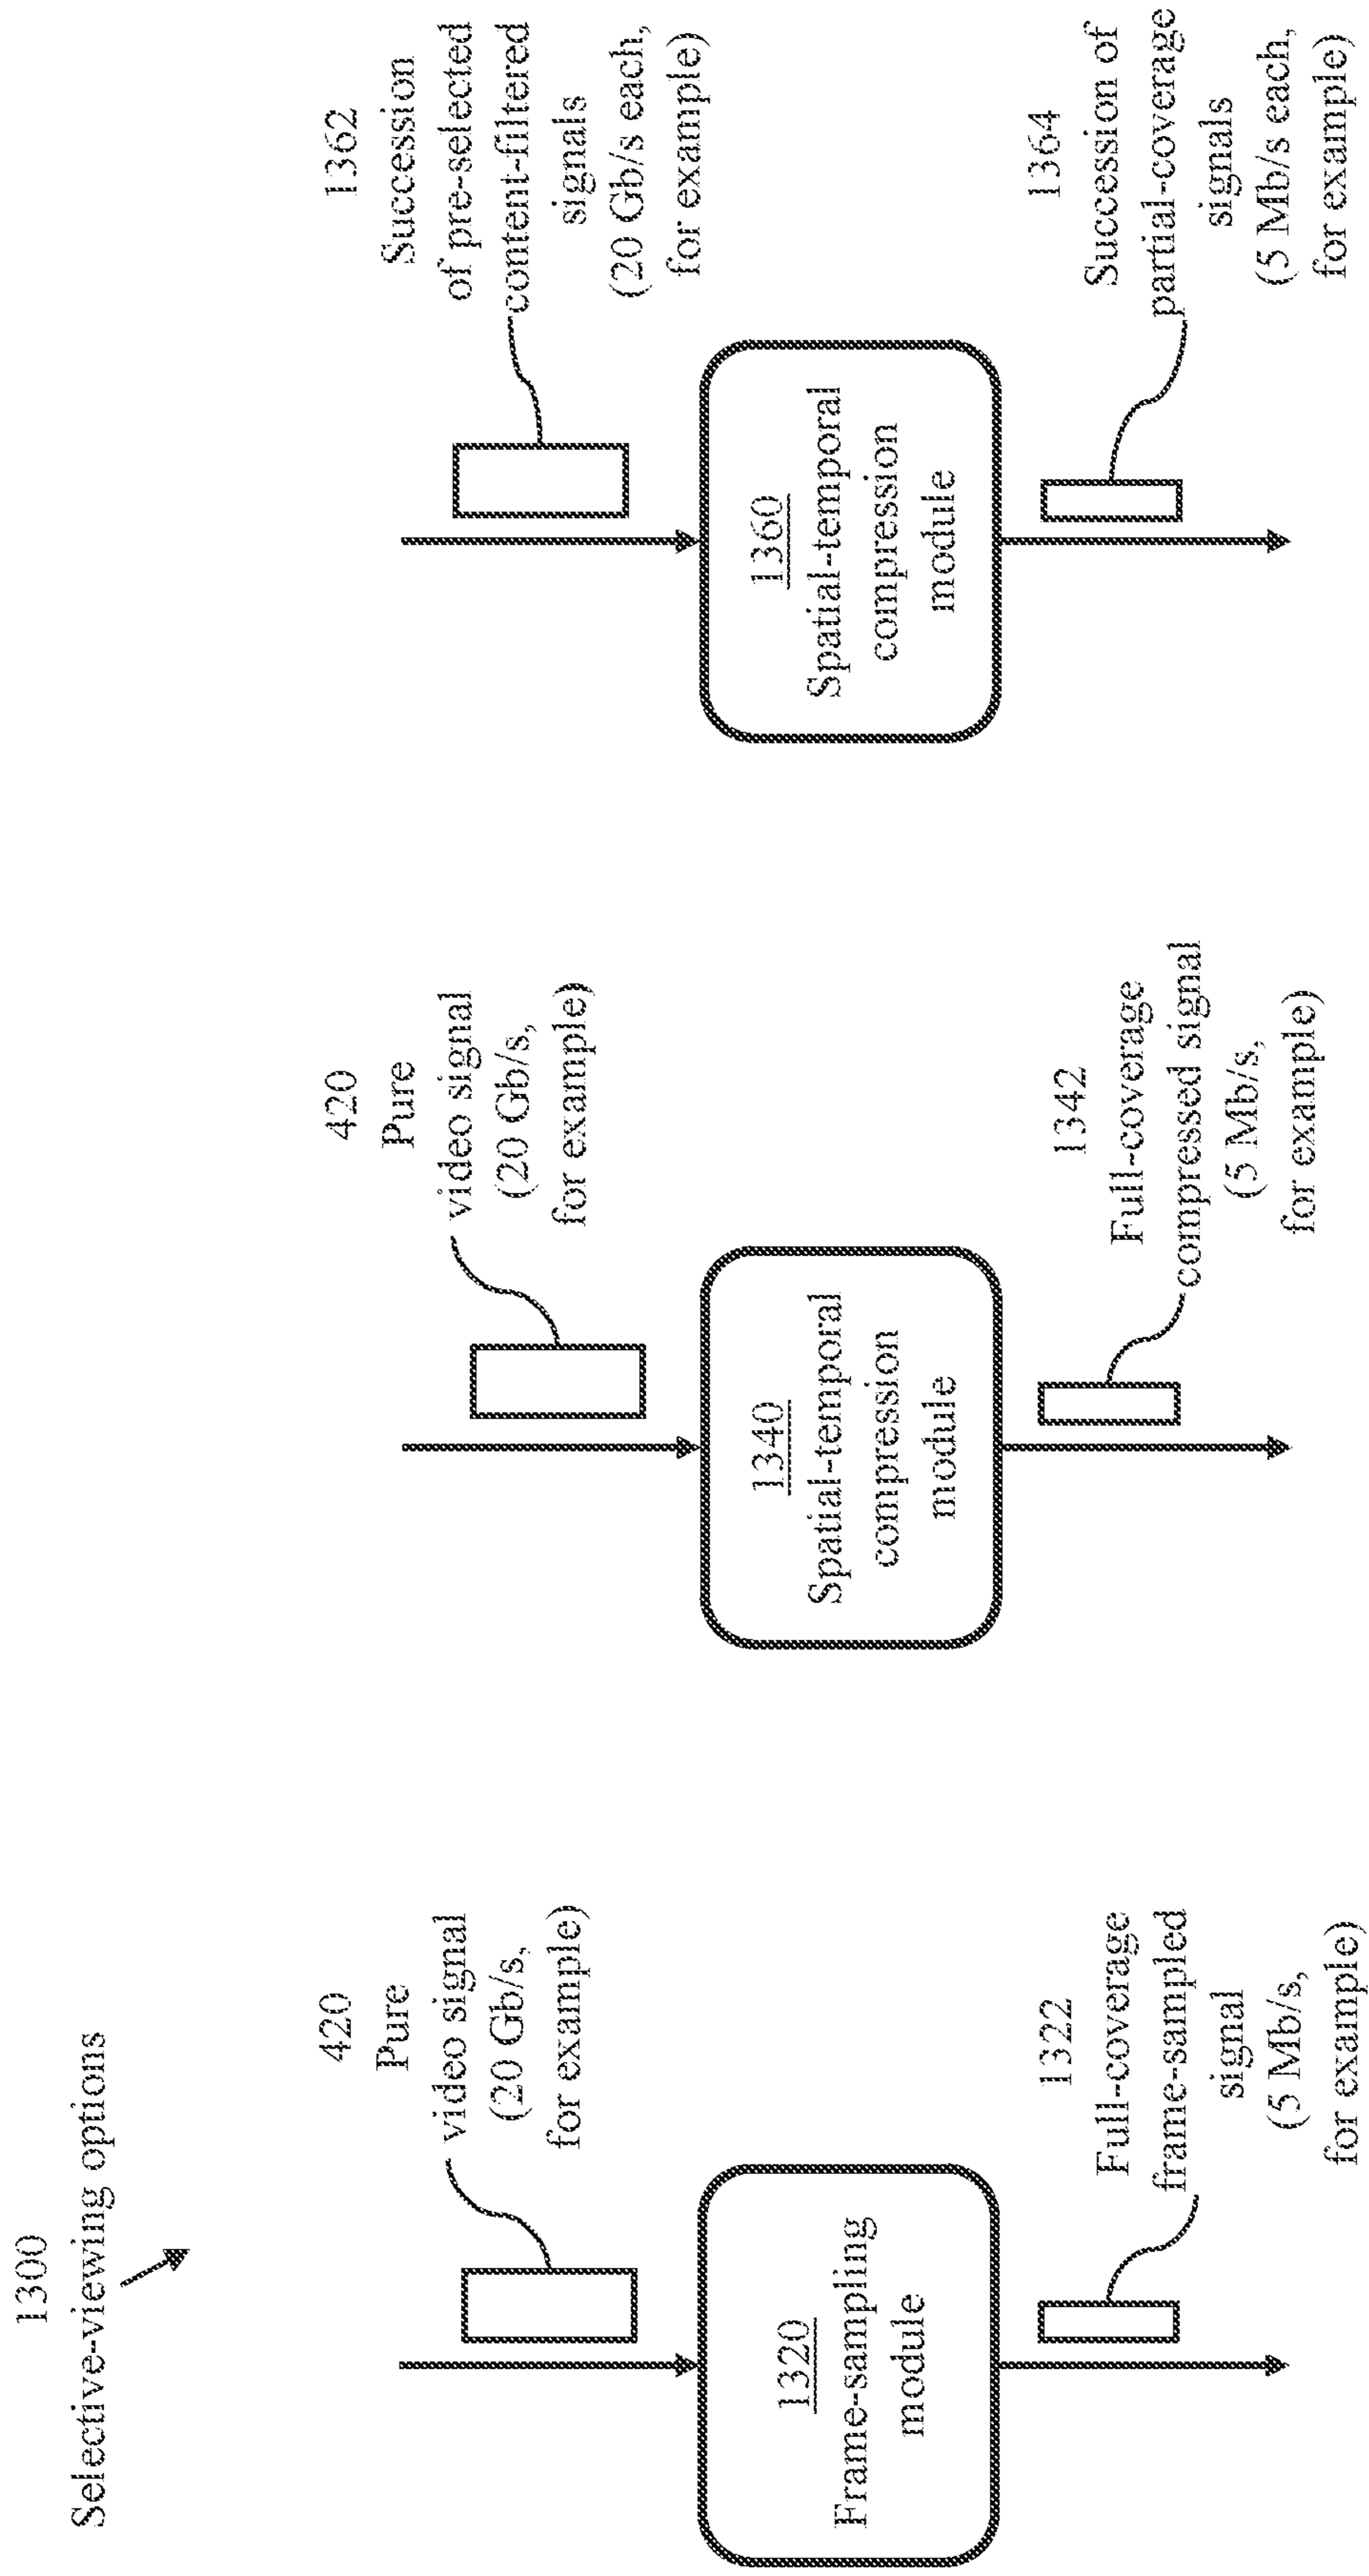 1300
Selective-viewing options
420
Pure
video signal
(20 Gb/s,
for example)
1320
Frame-sampling
module
1322
Full-coverage
frame-sampled
signal
(5 Mb/s,
for example)
420
Pure
video signal
(20 Gb/s,
for example)
1340
Spatial-temporal
compression
module
1342
Full-coverage
compressed signal
(5 Mb/s,
for example)
1362
Succession
of pre-selected
content-filtered
signals
(20 Gb/s each,
for example)
1360
Spatial-temporal
compression
module
1364
Succession of
partial-coverage
signals
(5 Mb/s each,
for example)